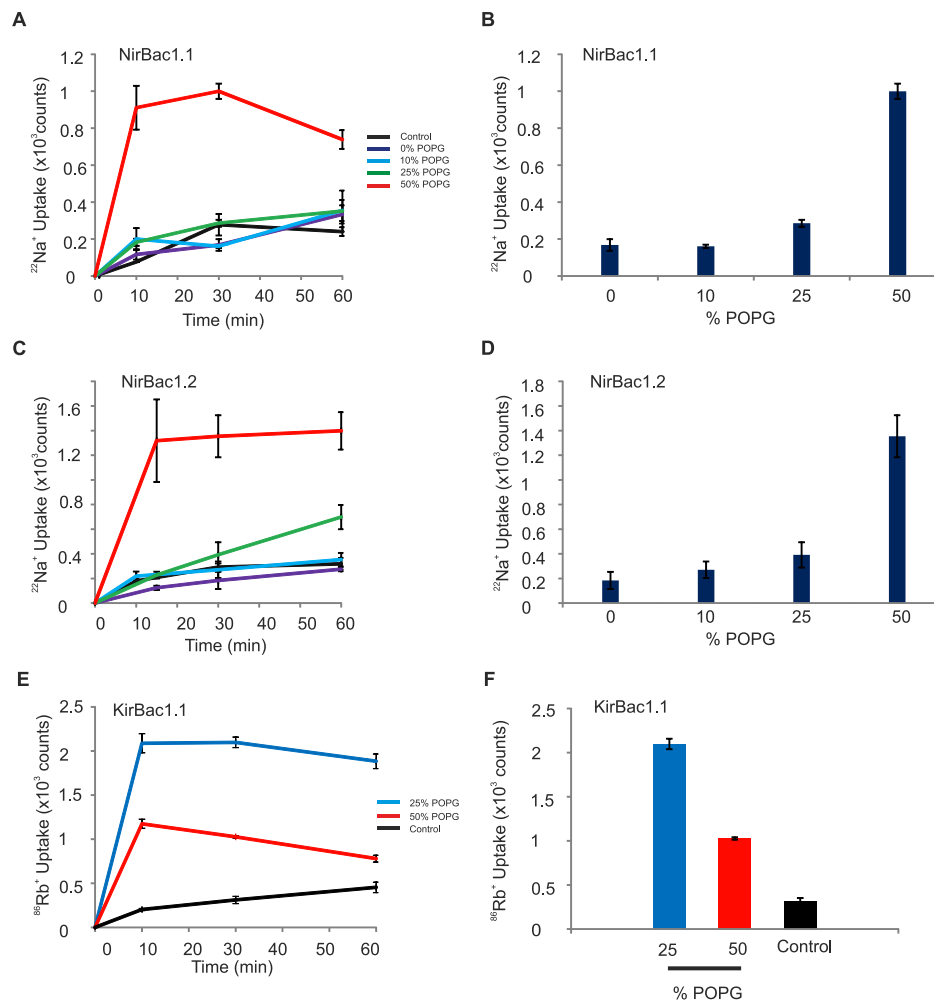 A
NirBac1.1
²²Na⁺ Uptake (x10³counts)
1.2
1
0.8
0.6
0.4
0.2
0
0 10 20 30 40 50 60
Time (min)
Control
0% POPG
10% POPG
25% POPG
50% POPG
B
NirBac1.1
²²Na⁺ Uptake (x10³counts)
1.2
1
0.8
0.6
0.4
0.2
0
0 10 25 50
% POPG
C
NirBac1.2
²²Na⁺ Uptake (x10³counts)
1.6
1.2
0.8
0.4
0
0 10 20 30 40 50 60
Time (min)
D
NirBac1.2
²²Na⁺ Uptake (x10³counts)
1.8
1.6
1.4
1.2
1
0.8
0.6
0.4
0.2
0
0 10 25 50
% POPG
E
KirBac1.1
⁸⁶Rb⁺ Uptake (x10³ counts)
2.5
2
1.5
1
0.5
0
0 10 20 30 40 50 60
Time (min)
25% POPG
50% POPG
Control
F
KirBac1.1
⁸⁶Rb⁺ Uptake (x10³ counts)
2.5
2
1.5
1
0.5
0
25 50 Control
% POPG